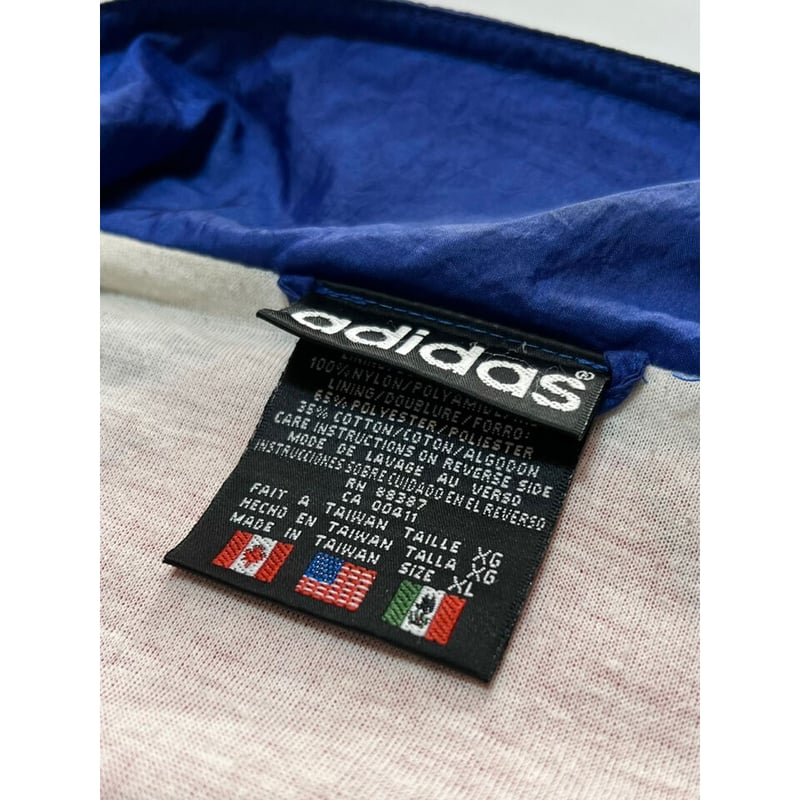 adidas®
100% NYLON/POLYAMIDE
LINING/DOUBLURE/FORRO:
65% POLYESTER/POLIESTER
35% COTTON/COTON/ALGODON
CARE INSTRUCTIONS ON REVERSE SIDE
MODE DE LAVAGE AU VERSO
INSTRUCCIONES SOBRE CUIDADO EN EL REVERSO
RN 88387
CA 00411
FAIT A TAIWAN TAILLE XG
HECHO EN TAIWAN TALLA XG
MADE IN TAIWAN SIZE XL